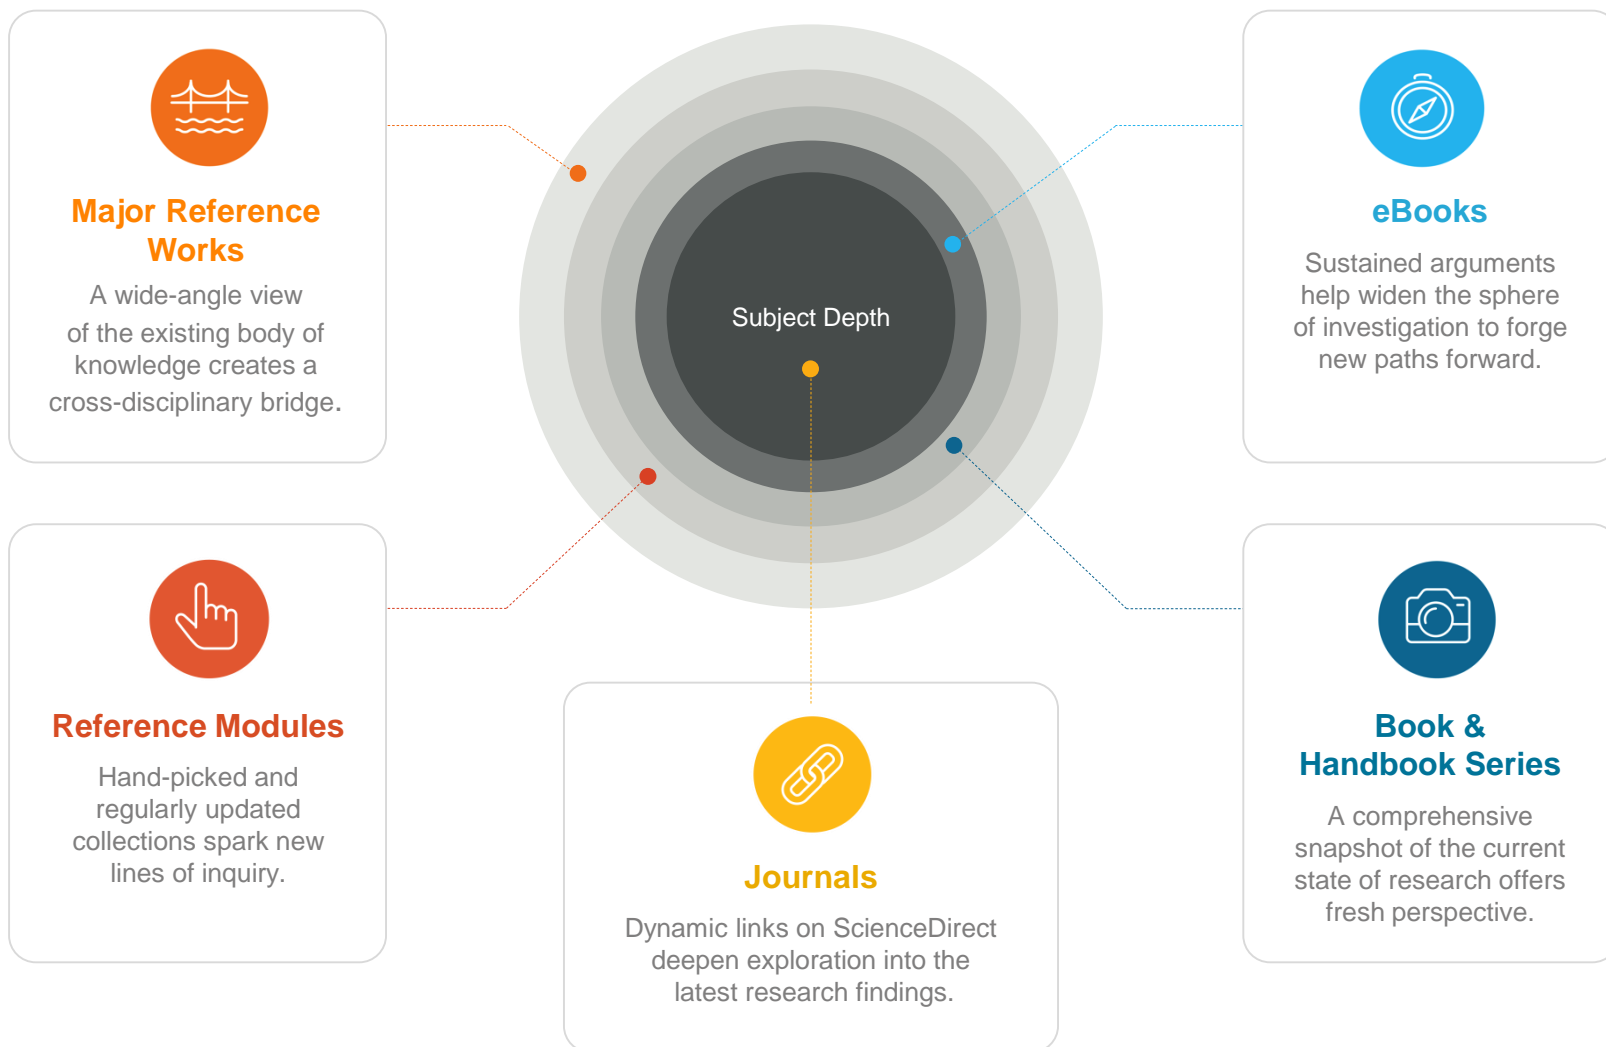 Major Reference
Works
A wide-angle view
of the existing body of
knowledge creates a
cross-disciplinary bridge.
Subject Depth
eBooks
Sustained arguments
help widen the sphere
of investigation to forge
new paths forward.
Reference Modules
Hand-picked and
regularly updated
collections spark new
lines of inquiry.
Journals
Dynamic links on ScienceDirect
deepen exploration into the
latest research findings.
Book &
Handbook Series
A comprehensive
snapshot of the current
state of research offers
fresh perspective.